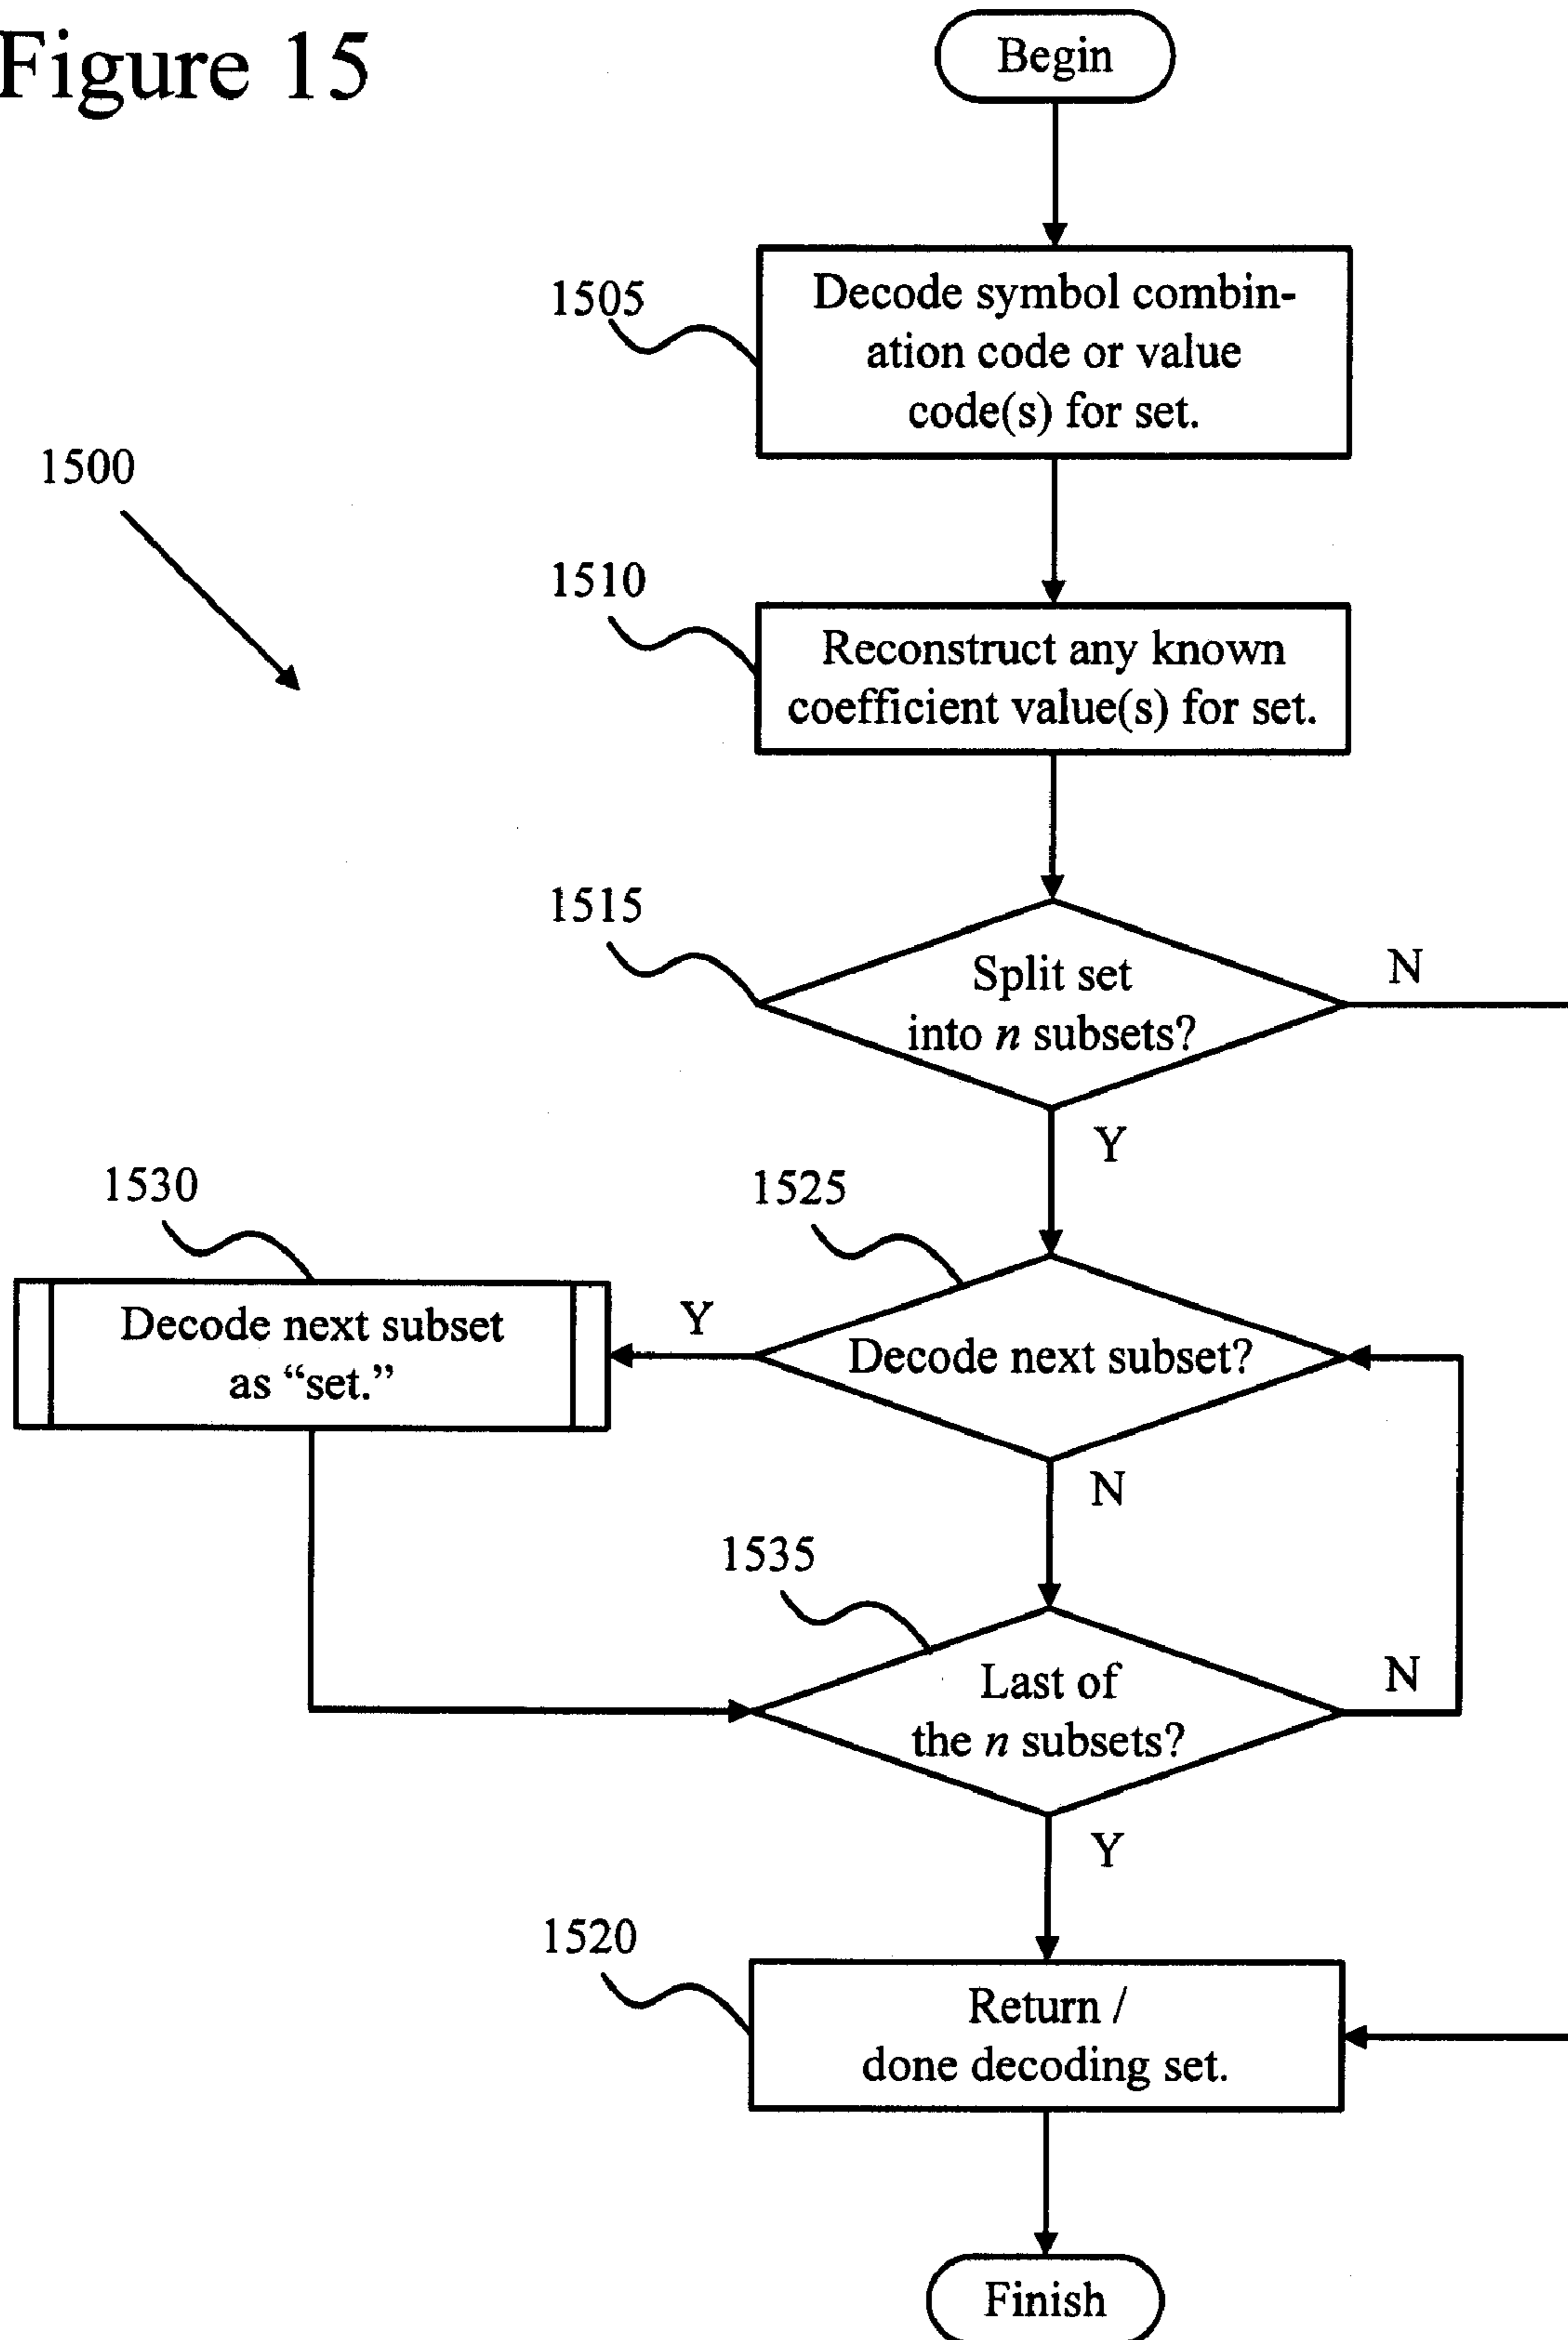 Figure 15
Begin
1505
Decode symbol combin-
ation code or value
code(s) for set.
1500
1510
Reconstruct any known
coefficient value(s) for set.
1515
Split set
into n subsets?
N
Y
1530
1525
Decode next subset
as “set.”
Y
Decode next subset?
N
1535
Last of
the n subsets?
N
Y
1520
Return /
done decoding set.
Finish